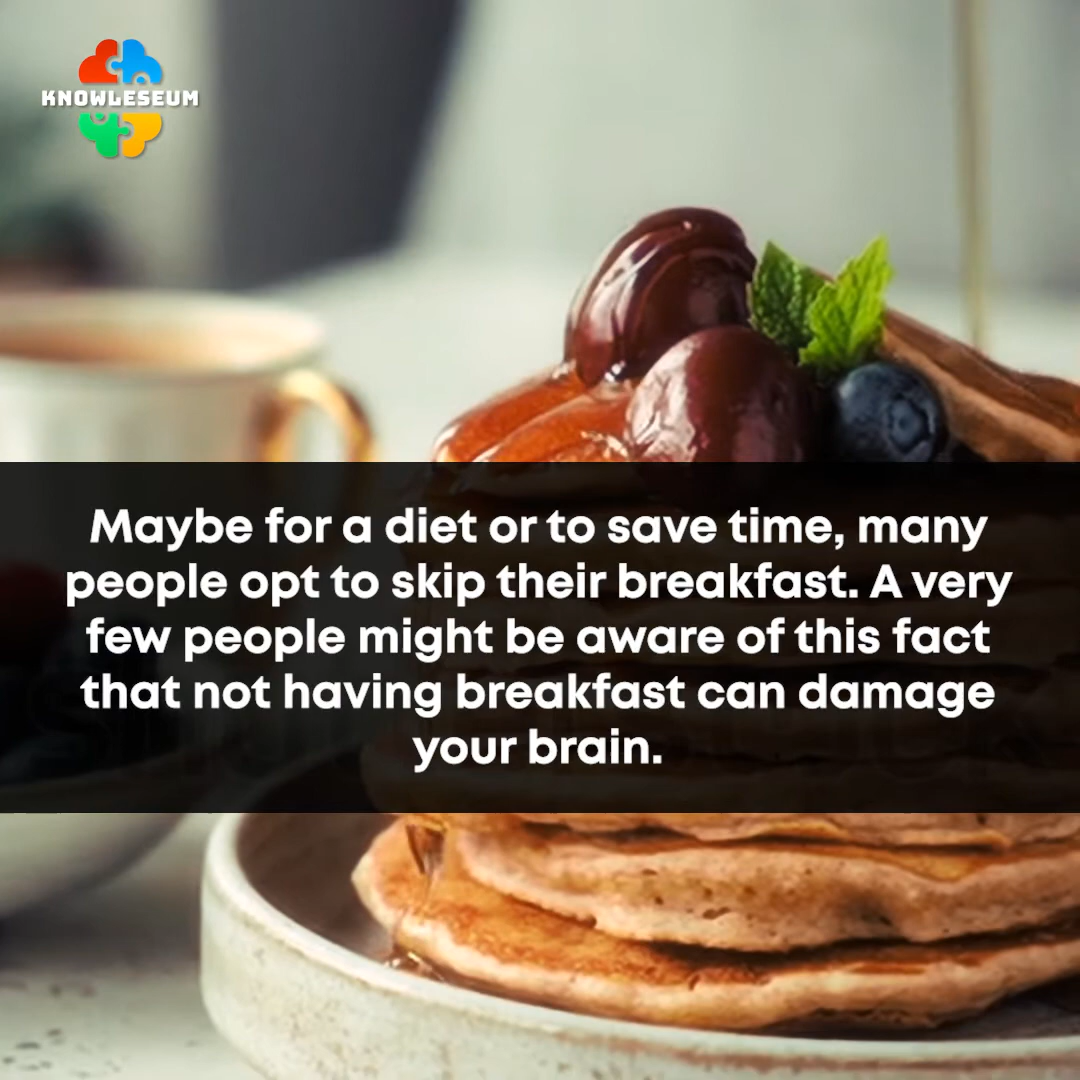 KNOWLESEUM
Maybe for a diet or to save time, many
people opt to skip their breakfast. A very
few people might be aware of this fact
that not having breakfast can damage
your brain.